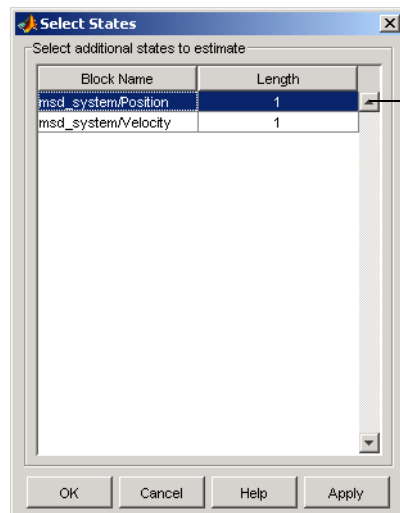 Select States
Select additional states to estimate
Block Name Length
msd_system/Position 1
msd_system/Velocity 1
OK Cancel Help Apply